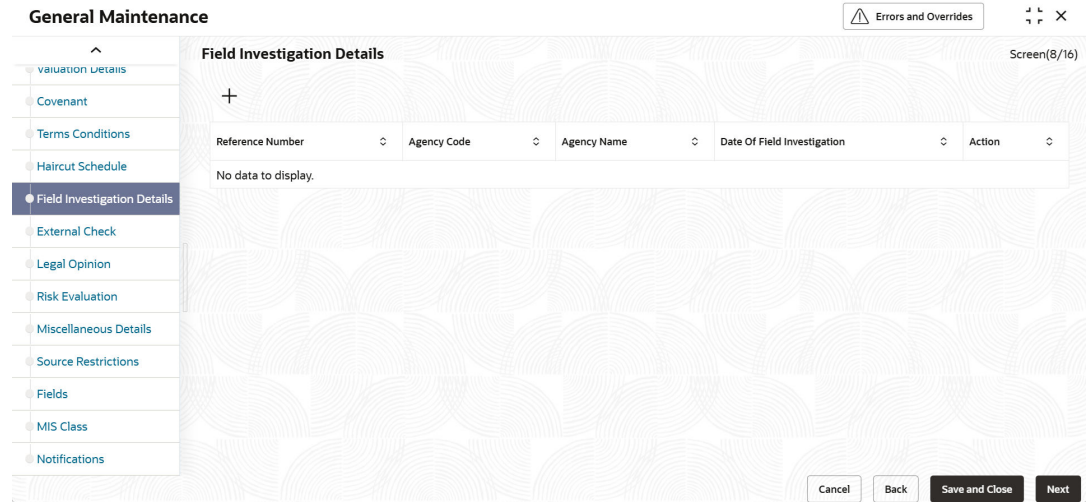 General Maintenance
Errors and Overrides
Valuation Details
Covenant
Terms Conditions
Haircut Schedule
Field Investigation Details
External Check
Legal Opinion
Risk Evaluation
Miscellaneous Details
Source Restrictions
Fields
MIS Class
Notifications
Field Investigation Details
Screen(8/16)
Reference Number Agency Code Agency Name Date Of Field Investigation Action
No data to display.
Cancel Back Save and Close Next